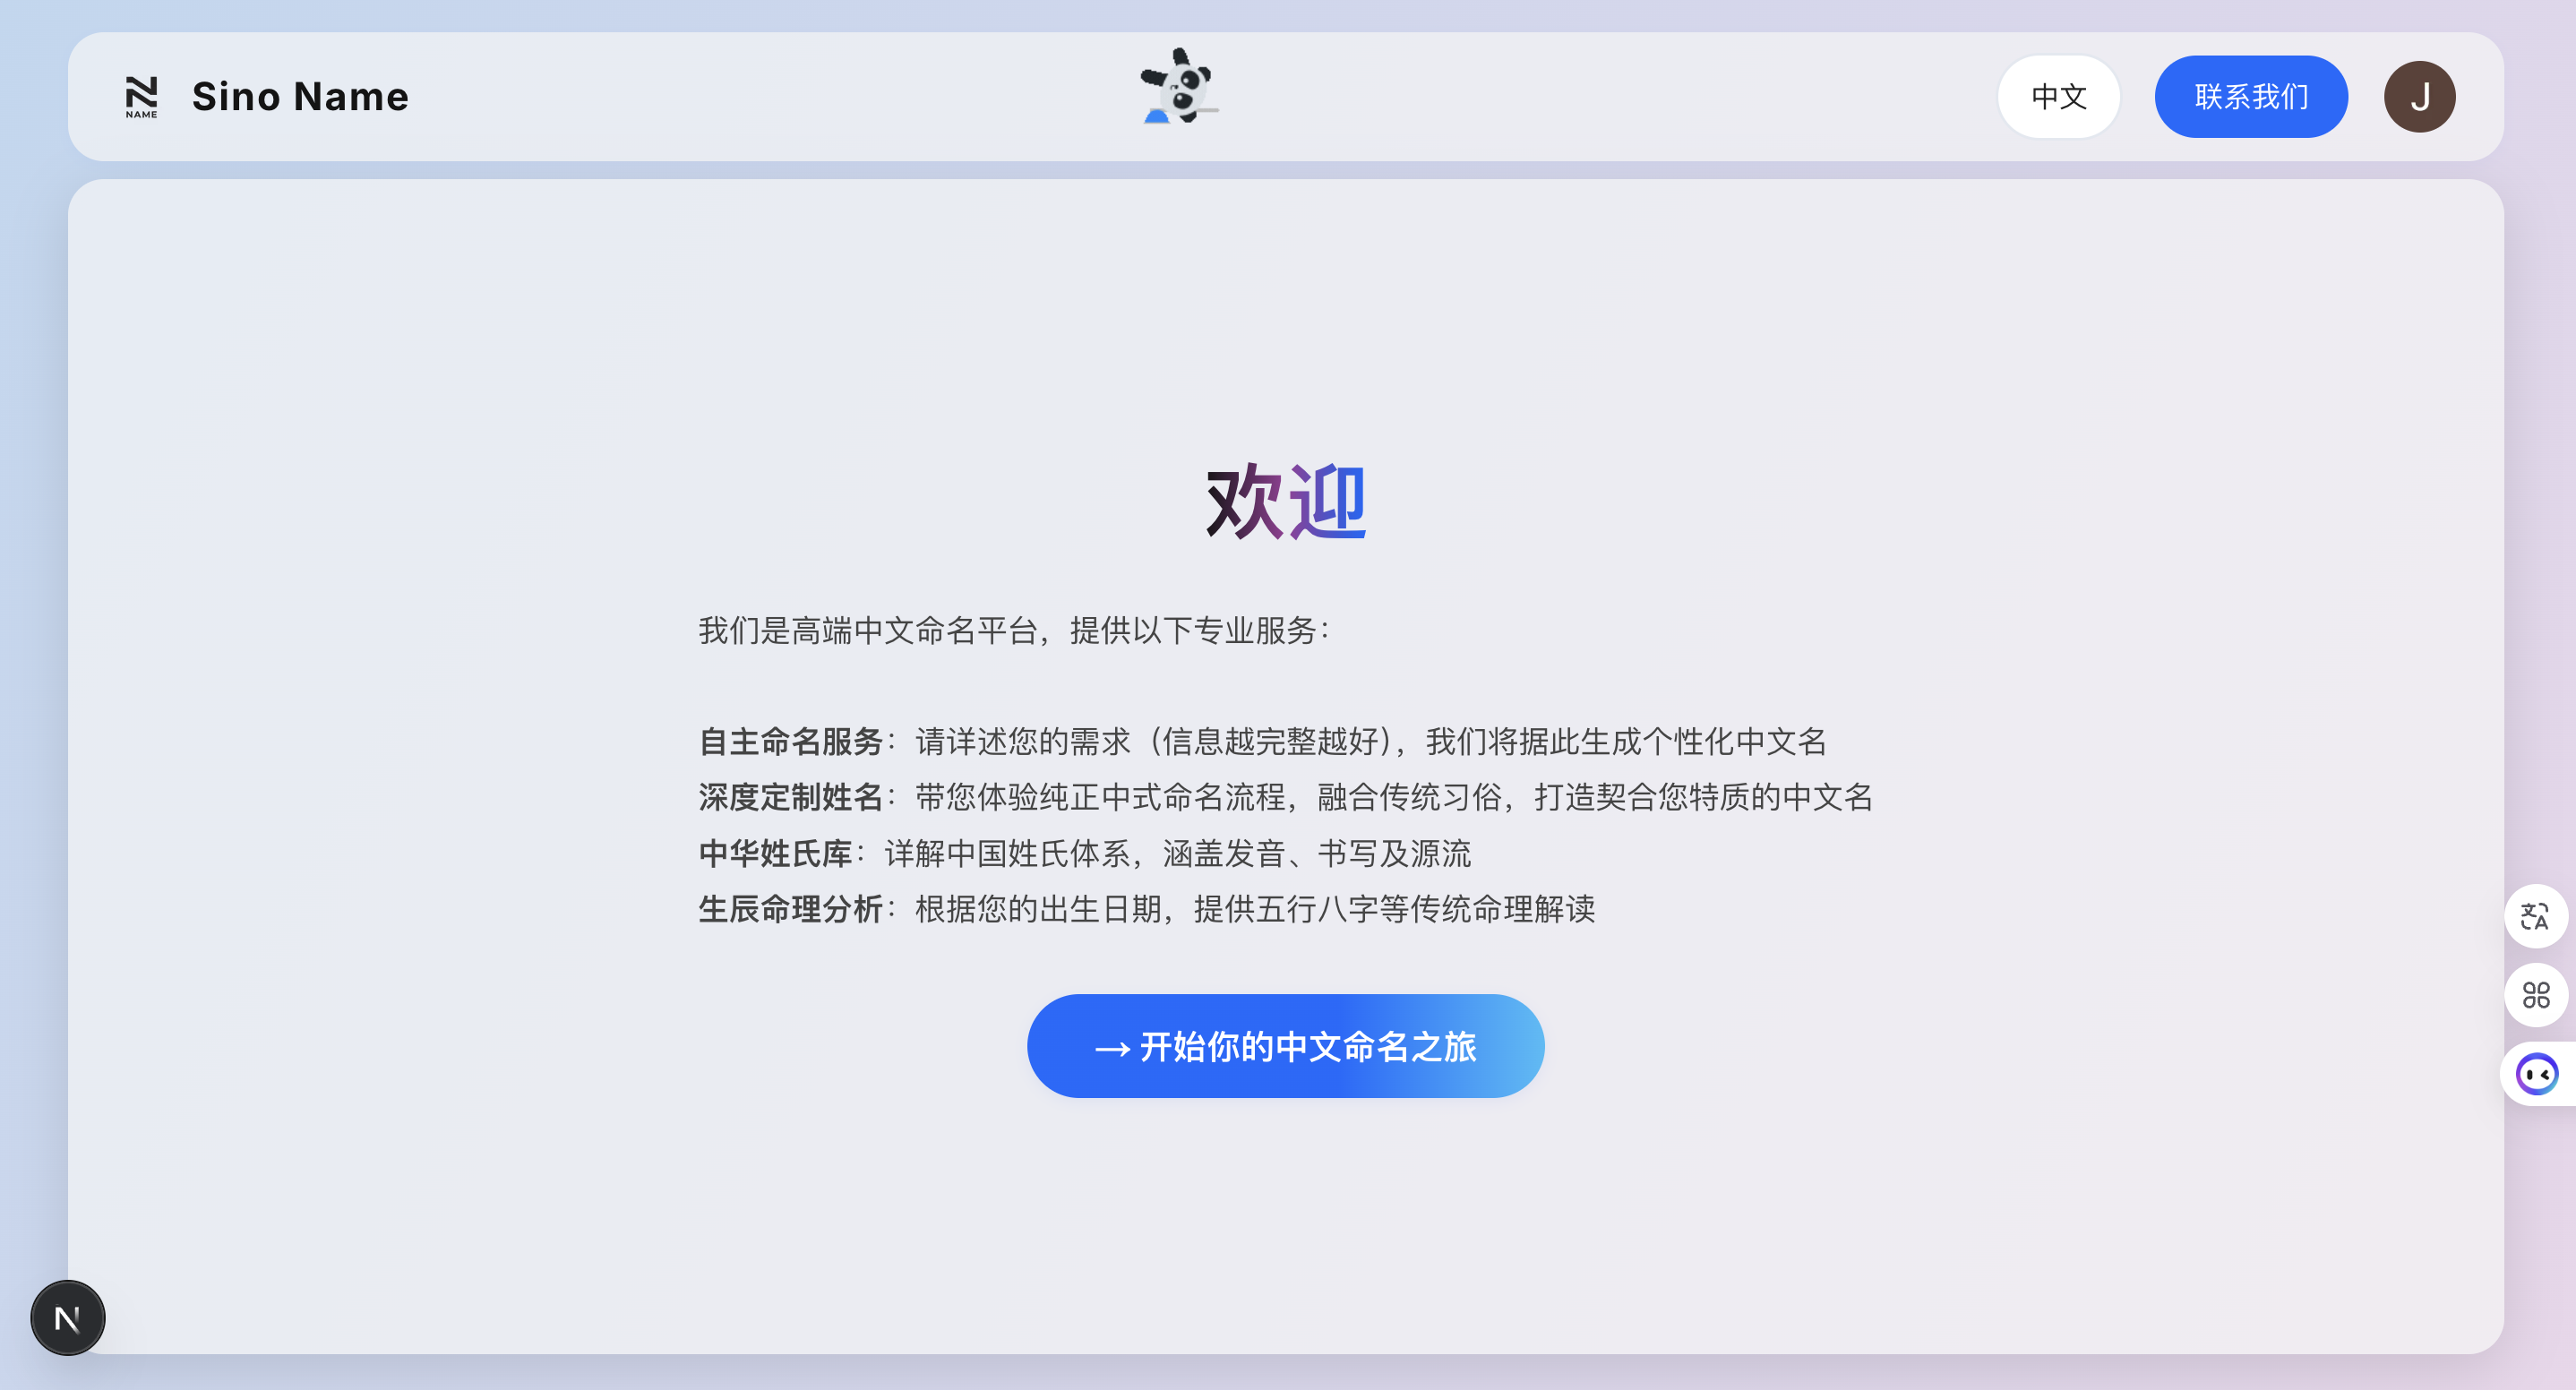 NAME
Sino Name
中文
联系我们
J
欢迎
我们是高端中文命名平台，提供以下专业服务：
自主命名服务：请详述您的需求（信息越完整越好），我们将据此生成个性化中文名
深度定制姓名：带您体验纯正中式命名流程，融合传统习俗，打造契合您特质的中文名
中华姓氏库：详解中国姓氏体系，涵盖发音、书写及源流
生辰命理分析：根据您的出生日期，提供五行八字等传统命理解读
→ 开始你的中文命名之旅
文A
N